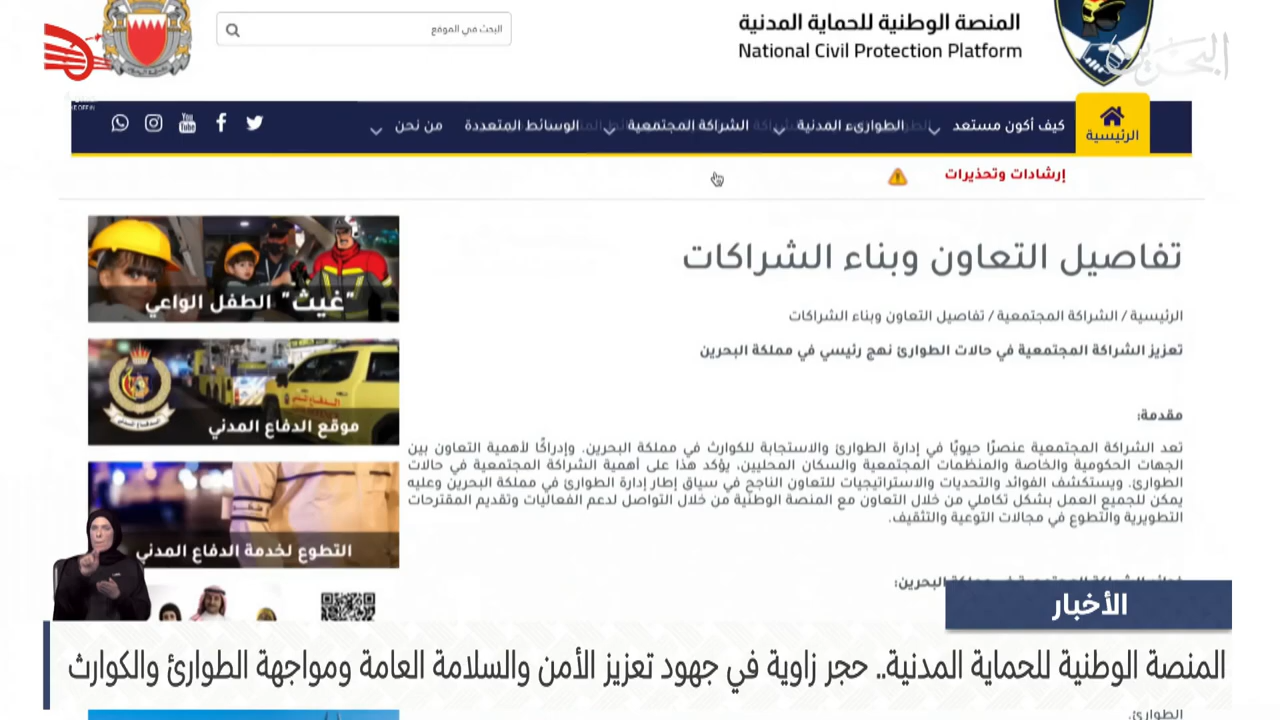 المنصة الوطنية للحماية المدنية
National Civil Protection Platform
البحث في الموقع
البحرين
الرئيسية
كيف أكون مستعد
الطوارىء المدنية
الشراكة المجتمعية
الوسائط المتعددة
من نحن
You
Tube
إرشادات وتحذيرات
تفاصيل التعاون وبناء الشراكات
الرئيسية / الشراكة المجتمعية / تفاصيل التعاون وبناء الشراكات
تعزيز الشراكة المجتمعية في حالات الطوارئ نهج رئيسي في مملكة البحرين
مقدمة:
تعد الشراكة المجتمعية عنصرًا حيويًا في إدارة الطوارئ والاستجابة للكوارث في مملكة البحرين. وإدراكًا لأهمية التعاون بين
الجهات الحكومية والخاصة والمنظمات المجتمعية والسكان المحليين، يؤكد هذا على أهمية الشراكة المجتمعية في حالات
الطوارئ. ويستكشف الفوائد والتحديات والاستراتيجيات للتعاون الناجح في سياق إطار إدارة الطوارئ في مملكة البحرين وعليه
يمكن للجميع العمل بشكل تكاملي من خلال التعاون مع المنصة الوطنية من خلال التواصل لدعم الفعاليات وتقديم المقترحات
التطويرية والتطوع في مجالات التوعية والتثقيف.
البحرين:
"غيث" الطفل الواعي
الدفاع المدني
موقع الدفاع المدني
التطوع لخدمة الدفاع المدني
الأخبار
المنصة الوطنية للحماية المدنية.. حجر زاوية في جهود تعزيز الأمن والسلامة العامة ومواجهة الطوارئ والكوارث
الطوارئ.